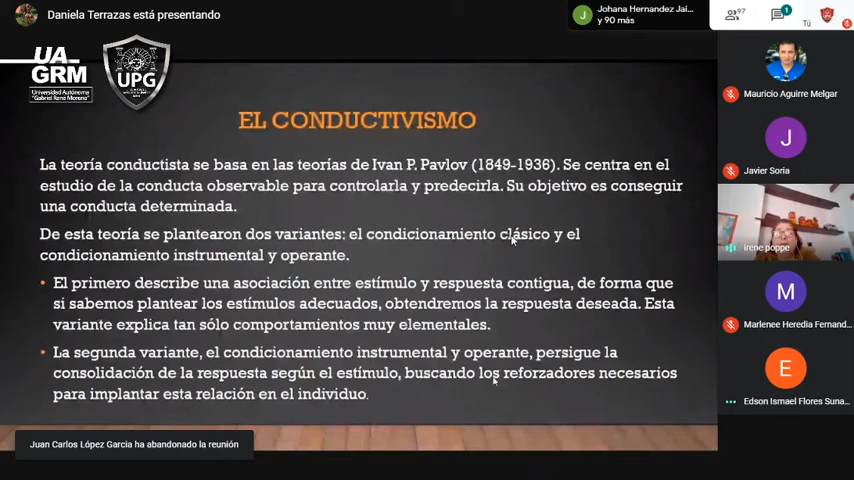 Daniela Terrazas está presentando
Johana Hernandez Jai...
y 90 más
97
1
Tú
UA
GRM
Universidad Autónoma
"Gabriel René Moreno"
UPG
EL CONDUCTIVISMO
La teoría conductista se basa en las teorías de Ivan P. Pavlov (1849-1936). Se centra en el
estudio de la conducta observable para controlarla y predecirla. Su objetivo es conseguir
una conducta determinada.
De esta teoría se plantearon dos variantes: el condicionamiento clásico y el
condicionamiento instrumental y operante.
• El primero describe una asociación entre estímulo y respuesta contigua, de forma que
si sabemos plantear los estímulos adecuados, obtendremos la respuesta deseada. Esta
variante explica tan sólo comportamientos muy elementales.
• La segunda variante, el condicionamiento instrumental y operante, persigue la
consolidación de la respuesta según el estímulo, buscando los reforzadores necesarios
para implantar esta relación en el individuo.
Mauricio Aguirre Melgar
J
Javier Soria
irene poppe
M
Marlenee Heredia Fernand...
E
Edson Ismael Flores Suna...
J
Juan Carlos López Garcia ha abandonado la reunión